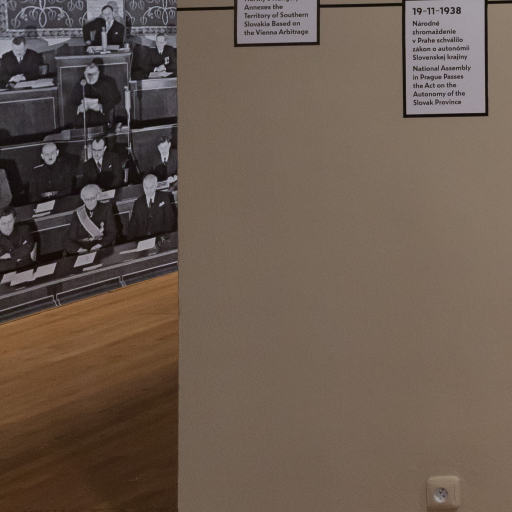 Annexes the
Territory of Southern
Slovakia Based on
the Vienna Arbitrage
19–11–1938
Národné
zhromaždenie
v Prahe schválilo
zákon o autonómii
Slovenskej krajiny
National Assembly
in Prague Passes
the Act on the
Autonomy of the
Slovak Province